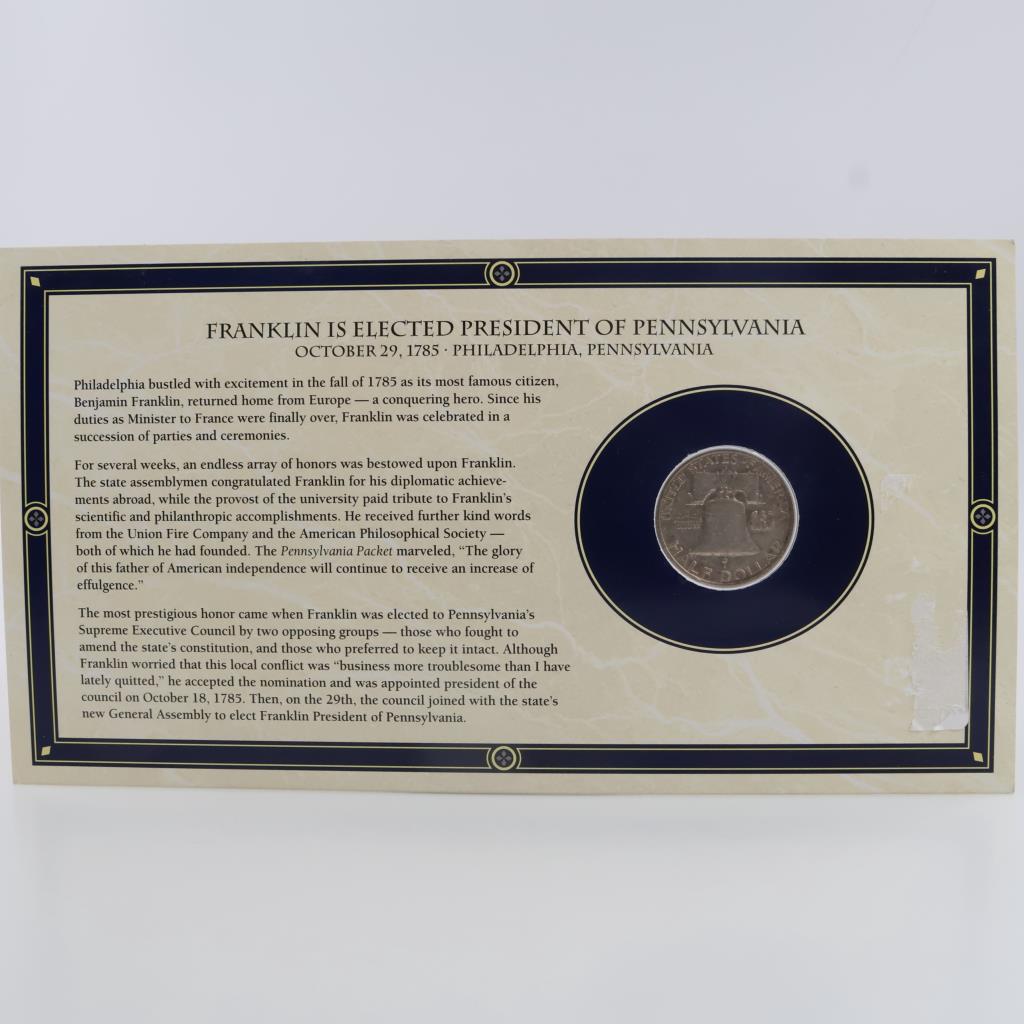 FRANKLIN IS ELECTED PRESIDENT OF PENNSYLVANIA
OCTOBER 29, 1785 · PHILADELPHIA, PENNSYLVANIA
Philadelphia bustled with excitement in the fall of 1785 as its most famous citizen,
Benjamin Franklin, returned home from Europe — a conquering hero. Since his
duties as Minister to France were finally over, Franklin was celebrated in a
succession of parties and ceremonies.
For several weeks, an endless array of honors was bestowed upon Franklin.
The state assemblymen congratulated Franklin for his diplomatic achieve-
ments abroad, while the provost of the university paid tribute to Franklin's
scientific and philanthropic accomplishments. He received further kind words
from the Union Fire Company and the American Philosophical Society —
both of which he had founded. The Pennsylvania Packet marveled, “The glory
of this father of American independence will continue to receive an increase of
effulgence.”
The most prestigious honor came when Franklin was elected to Pennsylvania's
Supreme Executive Council by two opposing groups — those who fought to
amend the state's constitution, and those who preferred to keep it intact. Although
Franklin worried that this local conflict was “business more troublesome than I have
lately quitted,” he accepted the nomination and was appointed president of the
council on October 18, 1785. Then, on the 29th, the council joined with the state's
new General Assembly to elect Franklin President of Pennsylvania.
UNITED STATES OF AMERICA
HALF DOLLAR